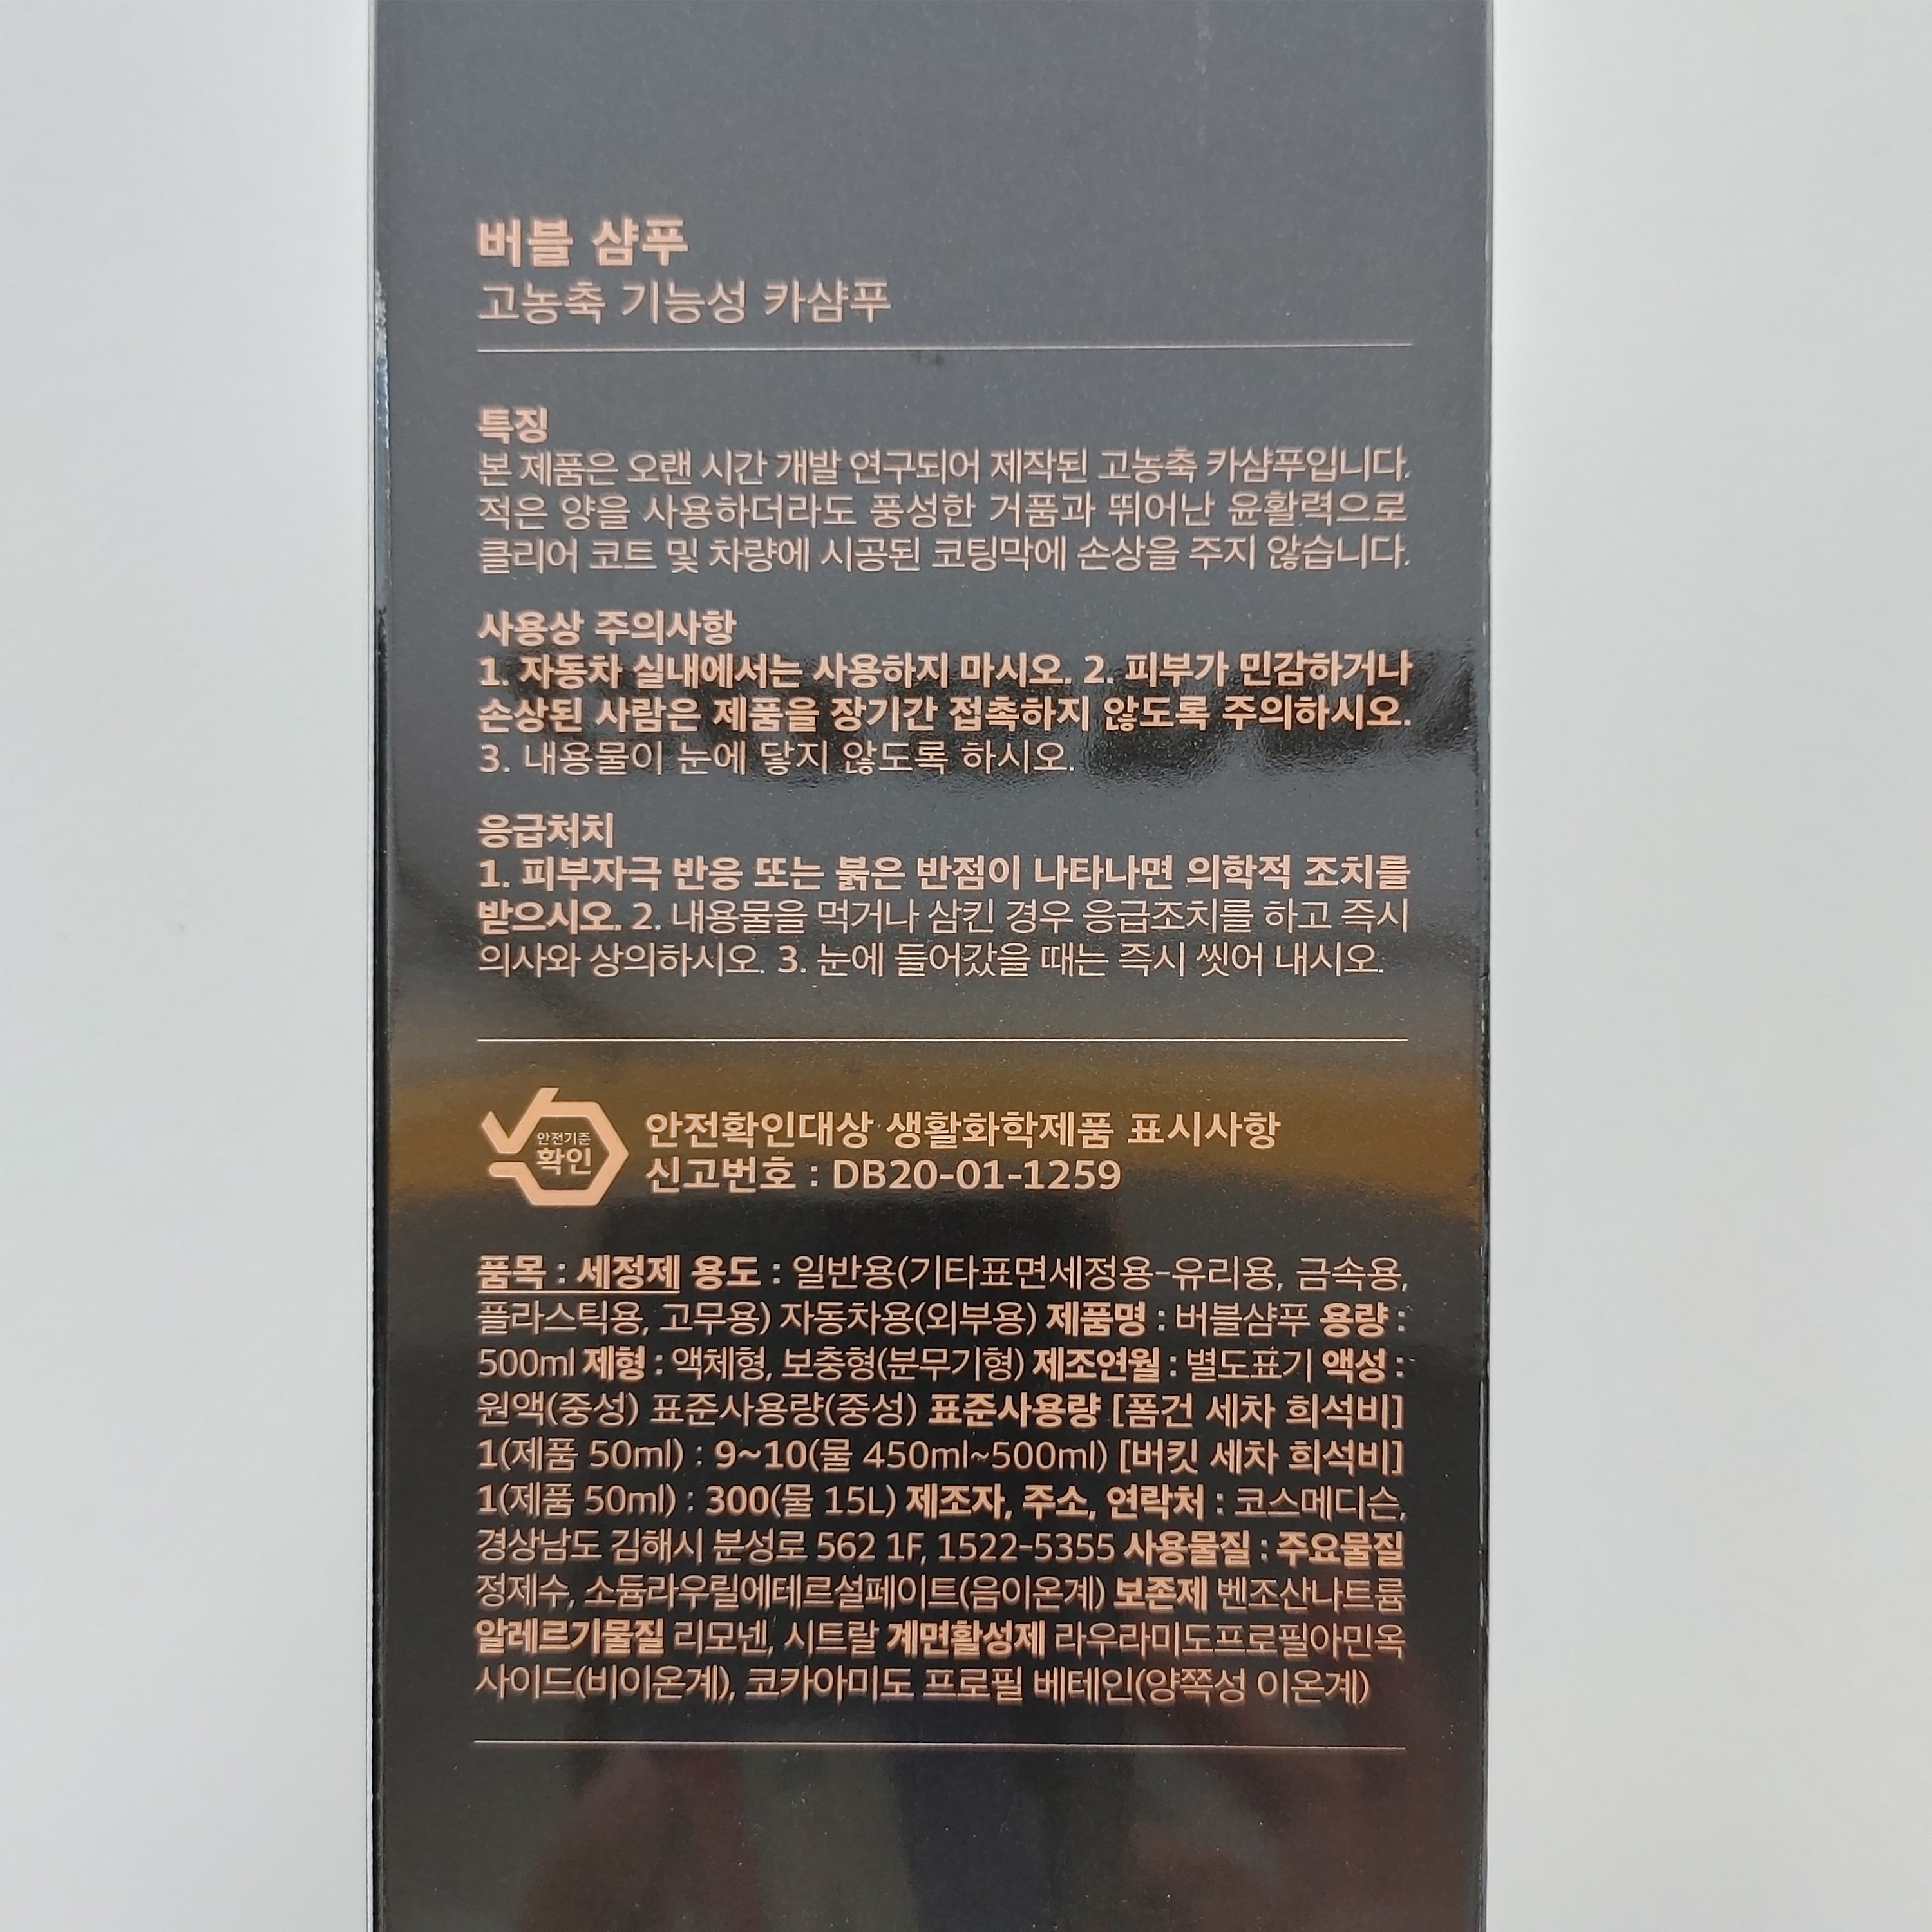 버블 샴푸
고농축 기능성 카샴푸
특징
본 제품은 오랜 시간 개발 연구되어 제작된 고농축 카샴푸입니다.
적은 양을 사용하더라도 풍성한 거품과 뛰어난 윤활력으로
클리어 코트 및 차량에 시공된 코팅막에 손상을 주지 않습니다.
사용상 주의사항
1. 자동차 실내에서는 사용하지 마시오. 2. 피부가 민감하거나
손상된 사람은 제품을 장기간 접촉하지 않도록 주의하시오.
3. 내용물이 눈에 닿지 않도록 하시오.
응급처치
1. 피부자극 반응 또는 붉은 반점이 나타나면 의학적 조치를
받으시오. 2. 내용물을 먹거나 삼킨 경우 응급조치를 하고 즉시
의사와 상의하시오. 3. 눈에 들어갔을 때는 즉시 씻어 내시오.
안전기준
확인
안전확인대상 생활화학제품 표시사항
신고번호 : DB20-01-1259
품목 : 세정제 용도 : 일반용(기타표면세정용-유리용, 금속용,
플라스틱용, 고무용) 자동차용(외부용) 제품명 : 버블샴푸 용량 :
500ml 제형 : 액체형, 보충형(분무기형) 제조연월 : 별도표기 액성 :
원액(중성) 표준사용량(중성) 표준사용량 [폼건 세차 희석비]
1(제품 50ml) : 9~10(물 450ml~500ml) [버킷 세차 희석비]
1(제품 50ml) : 300(물 15L) 제조자, 주소, 연락처 : 코스메디슨,
경상남도 김해시 분성로 562 1F, 1522-5355 사용물질 : 주요물질
정제수, 소듐라우릴에테르설페이트(음이온계) 보존제 벤조산나트륨
알레르기물질 리모넨, 시트랄 계면활성제 라우라미도프로필아민옥
사이드(비이온계), 코카아미도 프로필 베테인(양쪽성 이온계)